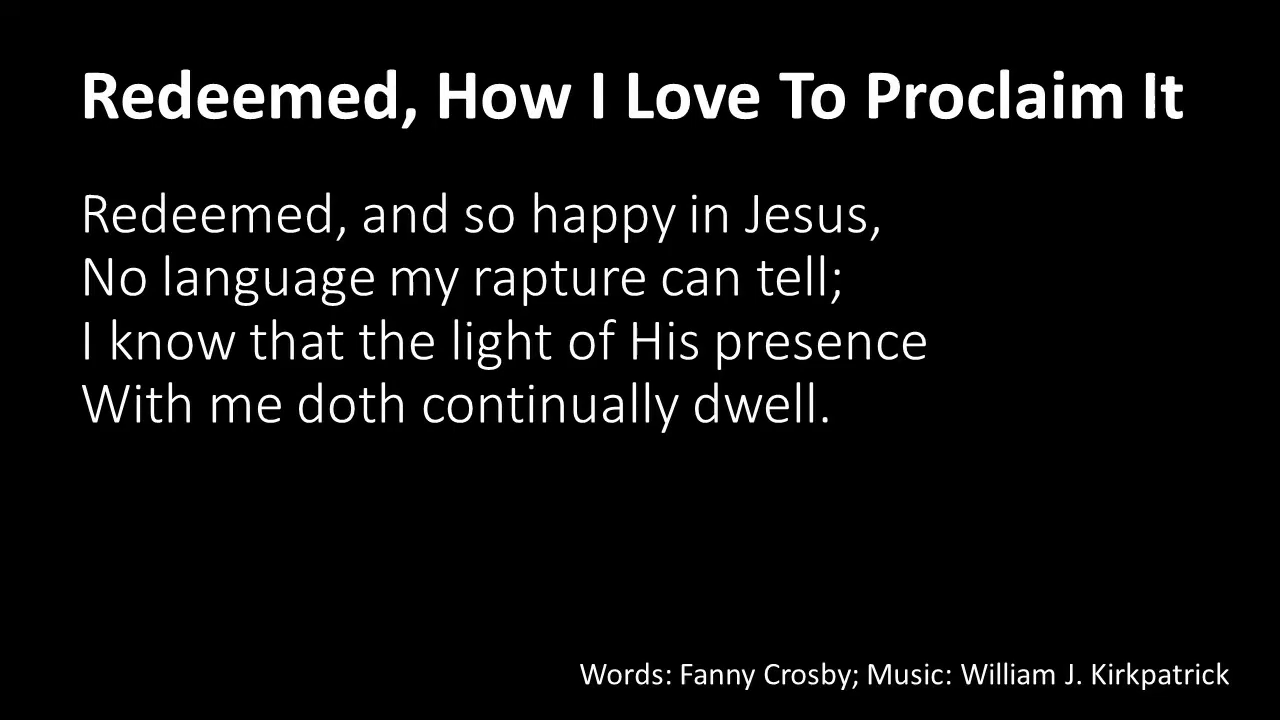 Redeemed, How I Love To Proclaim It
Redeemed, and so happy in Jesus,
No language my rapture can tell;
I know that the light of His presence
With me doth continually dwell.
Words: Fanny Crosby; Music: William J. Kirkpatrick